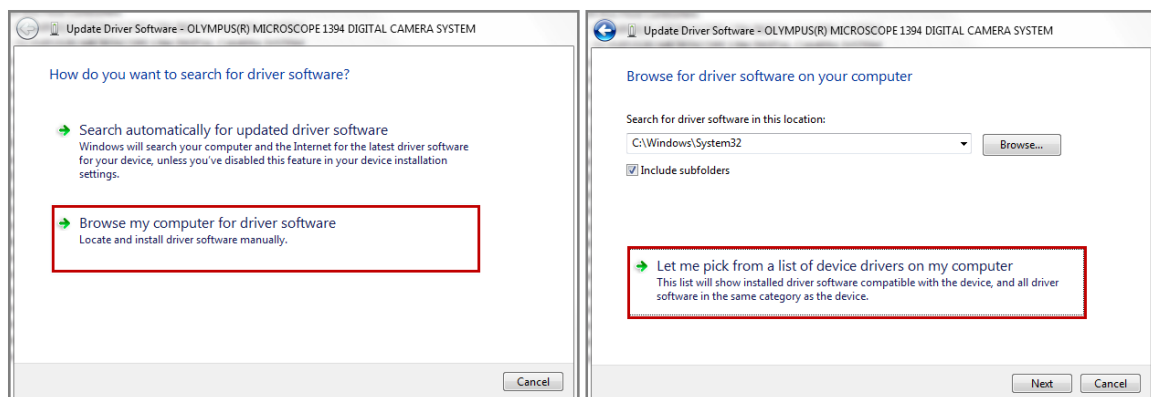 Update Driver Software - OLYMPUS(R) MICROSCOPE 1394 DIGITAL CAMERA SYSTEM
How do you want to search for driver software?
Search automatically for updated driver software
Windows will search your computer and the Internet for the latest driver software
for your device, unless you've disabled this feature in your device installation
settings.
Browse my computer for driver software
Locate and install driver software manually.
Cancel
Update Driver Software - OLYMPUS(R) MICROSCOPE 1394 DIGITAL CAMERA SYSTEM
Browse for driver software on your computer
Search for driver software in this location:
C:\Windows\System32
Browse...
Include subfolders
Let me pick from a list of device drivers on my computer
This list will show installed driver software compatible with the device, and all driver
software in the same category as the device.
Next Cancel